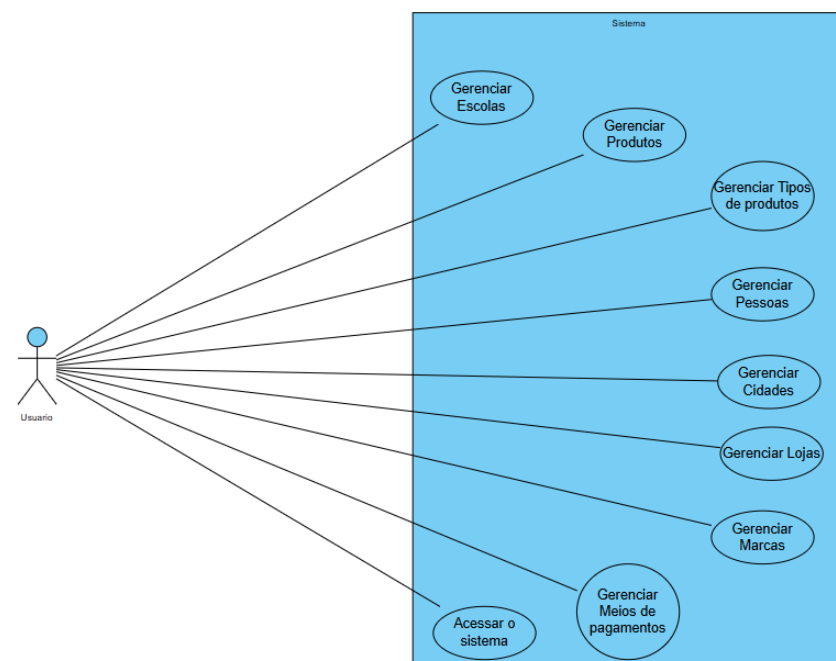 Sistema
Gerenciar
Escolas
Gerenciar
Produtos
Gerenciar Tipos
de produtos
Gerenciar
Pessoas
Gerenciar
Cidades
Usuario
Gerenciar Lojas
Gerenciar
Marcas
Gerenciar
Meios de
pagamentos
Acessar o
sistema